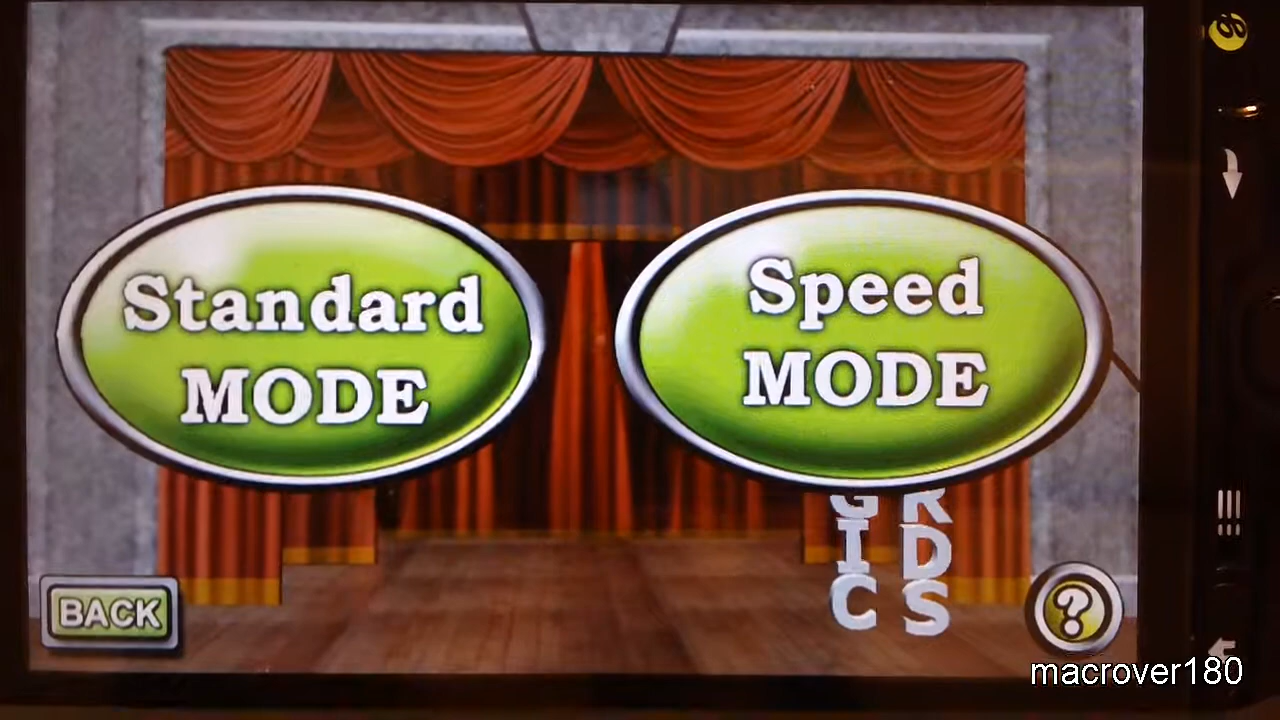 Standard
MODE
Speed
MODE
G R
I D
C S
BACK
?
macrover180